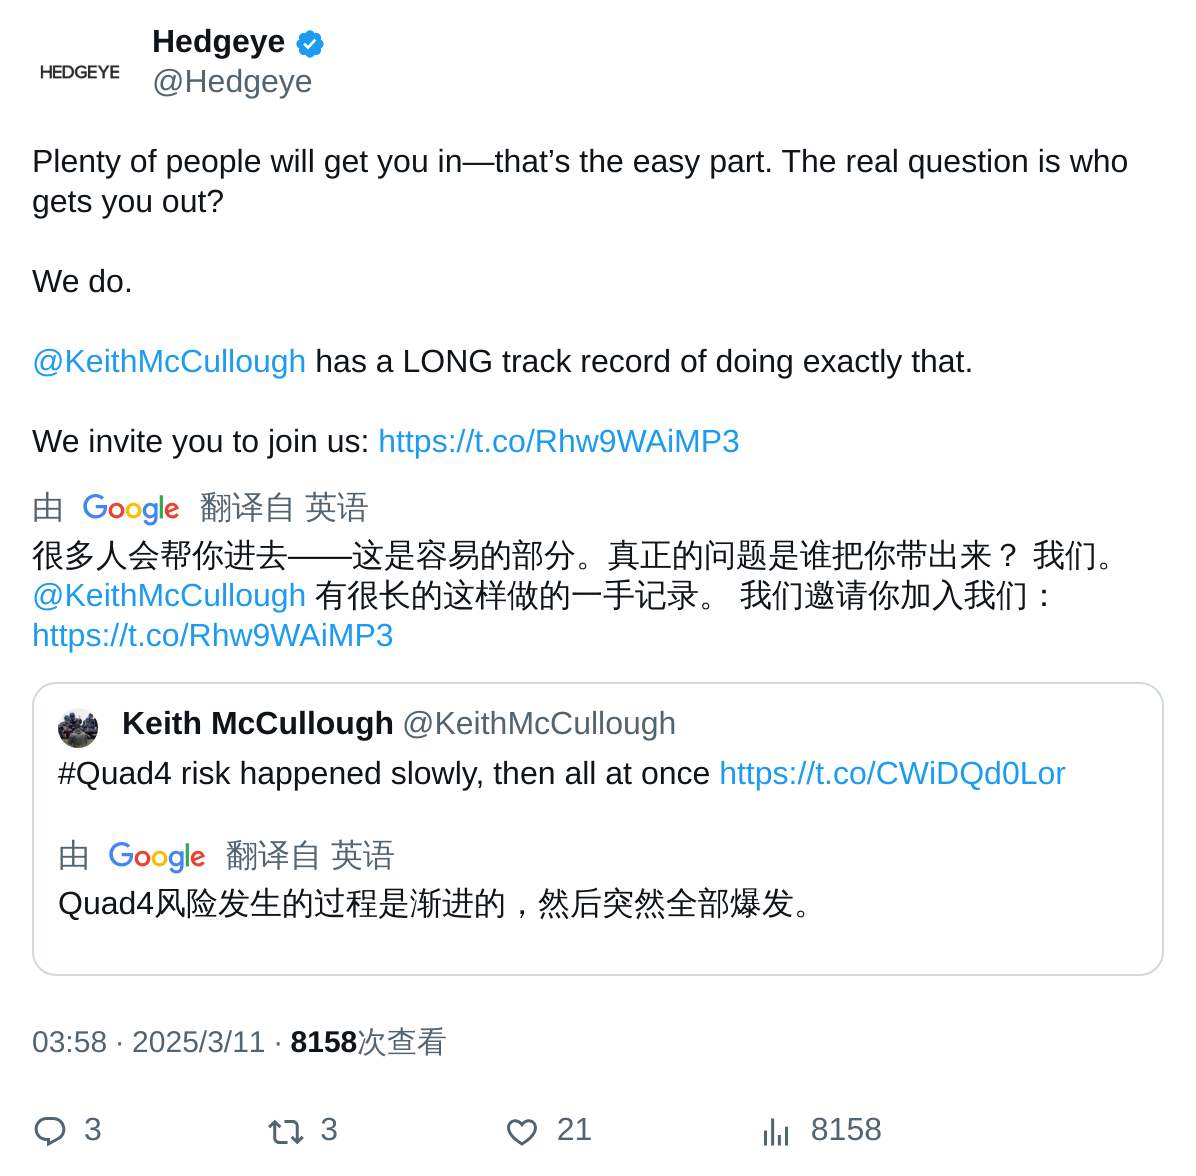 HEDGEYE
Hedgeye
@Hedgeye
Plenty of people will get you in—that’s the easy part. The real question is who
gets you out?
We do.
@KeithMcCullough has a LONG track record of doing exactly that.
We invite you to join us: https://t.co/Rhw9WAiMP3
由 Google 翻译自 英语
很多人会帮你进去——这是容易的部分。真正的问题是谁把你带出来？ 我们。
@KeithMcCullough 有很长的这样做的一手记录。 我们邀请你加入我们：
https://t.co/Rhw9WAiMP3
Keith McCullough @KeithMcCullough
#Quad4 risk happened slowly, then all at once https://t.co/CWiDQd0Lor
由 Google 翻译自 英语
Quad4风险发生的过程是渐进的，然后突然全部爆发。
03:58 · 2025/3/11 · 8158次查看
3 3 21 8158